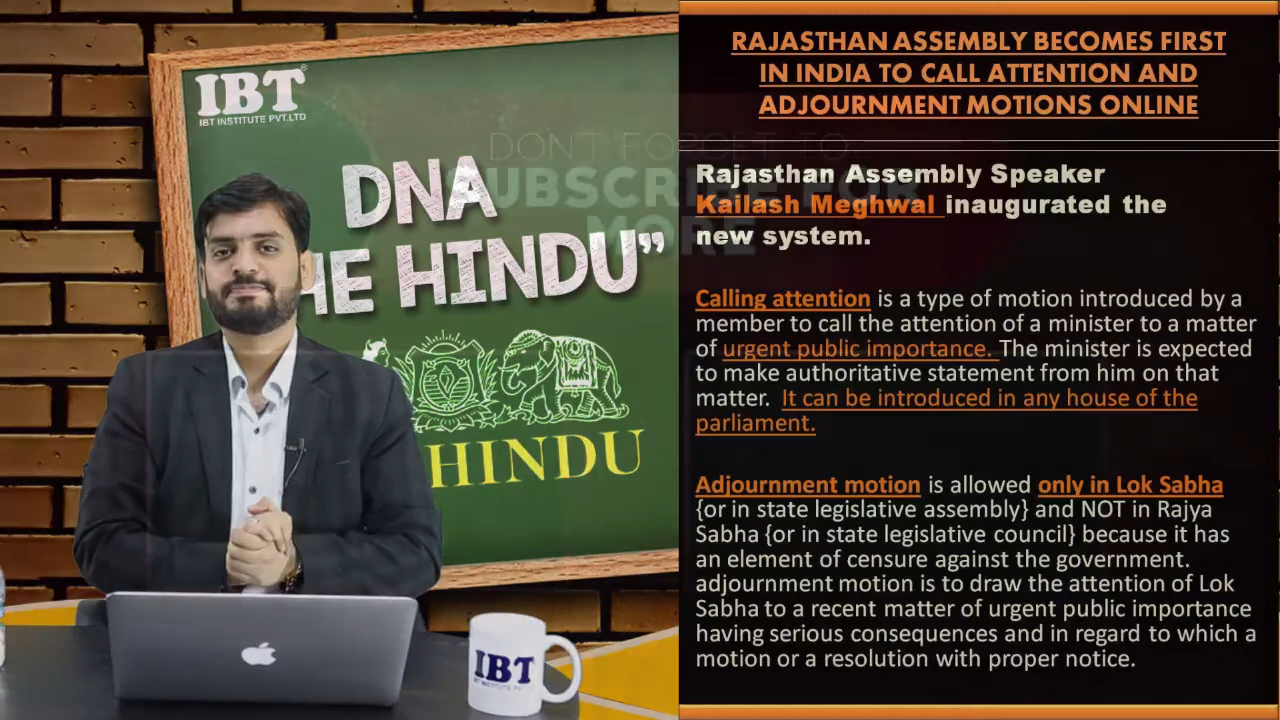 IBT
IBT INSTITUTE PVT.LTD
DNA
HE HINDU”
HINDU
IBT
DONT FORGET TO
SUBSCRIBE FOR
MORE
RAJASTHAN ASSEMBLY BECOMES FIRST
IN INDIA TO CALL ATTENTION AND
ADJOURNMENT MOTIONS ONLINE
Rajasthan Assembly Speaker
Kailash Meghwal inaugurated the
new system.
Calling attention is a type of motion introduced by a
member to call the attention of a minister to a matter
of urgent public importance. The minister is expected
to make authoritative statement from him on that
matter. It can be introduced in any house of the
parliament.
Adjournment motion is allowed only in Lok Sabha
{or in state legislative assembly} and NOT in Rajya
Sabha {or in state legislative council} because it has
an element of censure against the government.
adjournment motion is to draw the attention of Lok
Sabha to a recent matter of urgent public importance
having serious consequences and in regard to which a
motion or a resolution with proper notice.